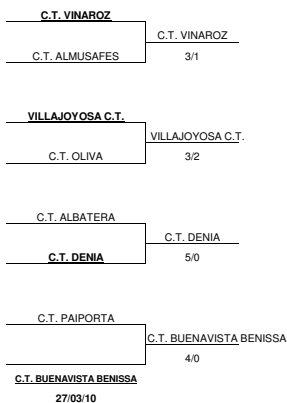 C.T. VINAROZ
C.T. VINAROZ
C.T. ALMUSAFES
3/1
VILLAJOYOSA C.T.
VILLAJOYOSA C.T.
C.T. OLIVA
3/2
C.T. ALBATERA
C.T. DENIA
C.T. DENIA
5/0
C.T. PAIPORTA
C.T. BUENAVISTA BENISSA
4/0
C.T. BUENAVISTA BENISSA
27/03/10